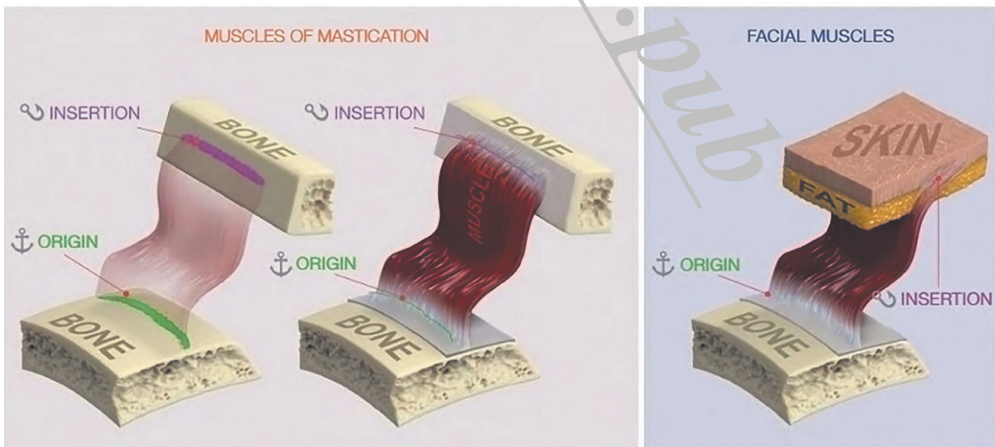 MUSCLES OF MASTICATION
INSERTION
BONE
ORIGIN
BONE
INSERTION
BONE
MUSCLE
ORIGIN
BONE
.pub
FACIAL MUSCLES
SKIN
FAT
ORIGIN
INSERTION
BONE